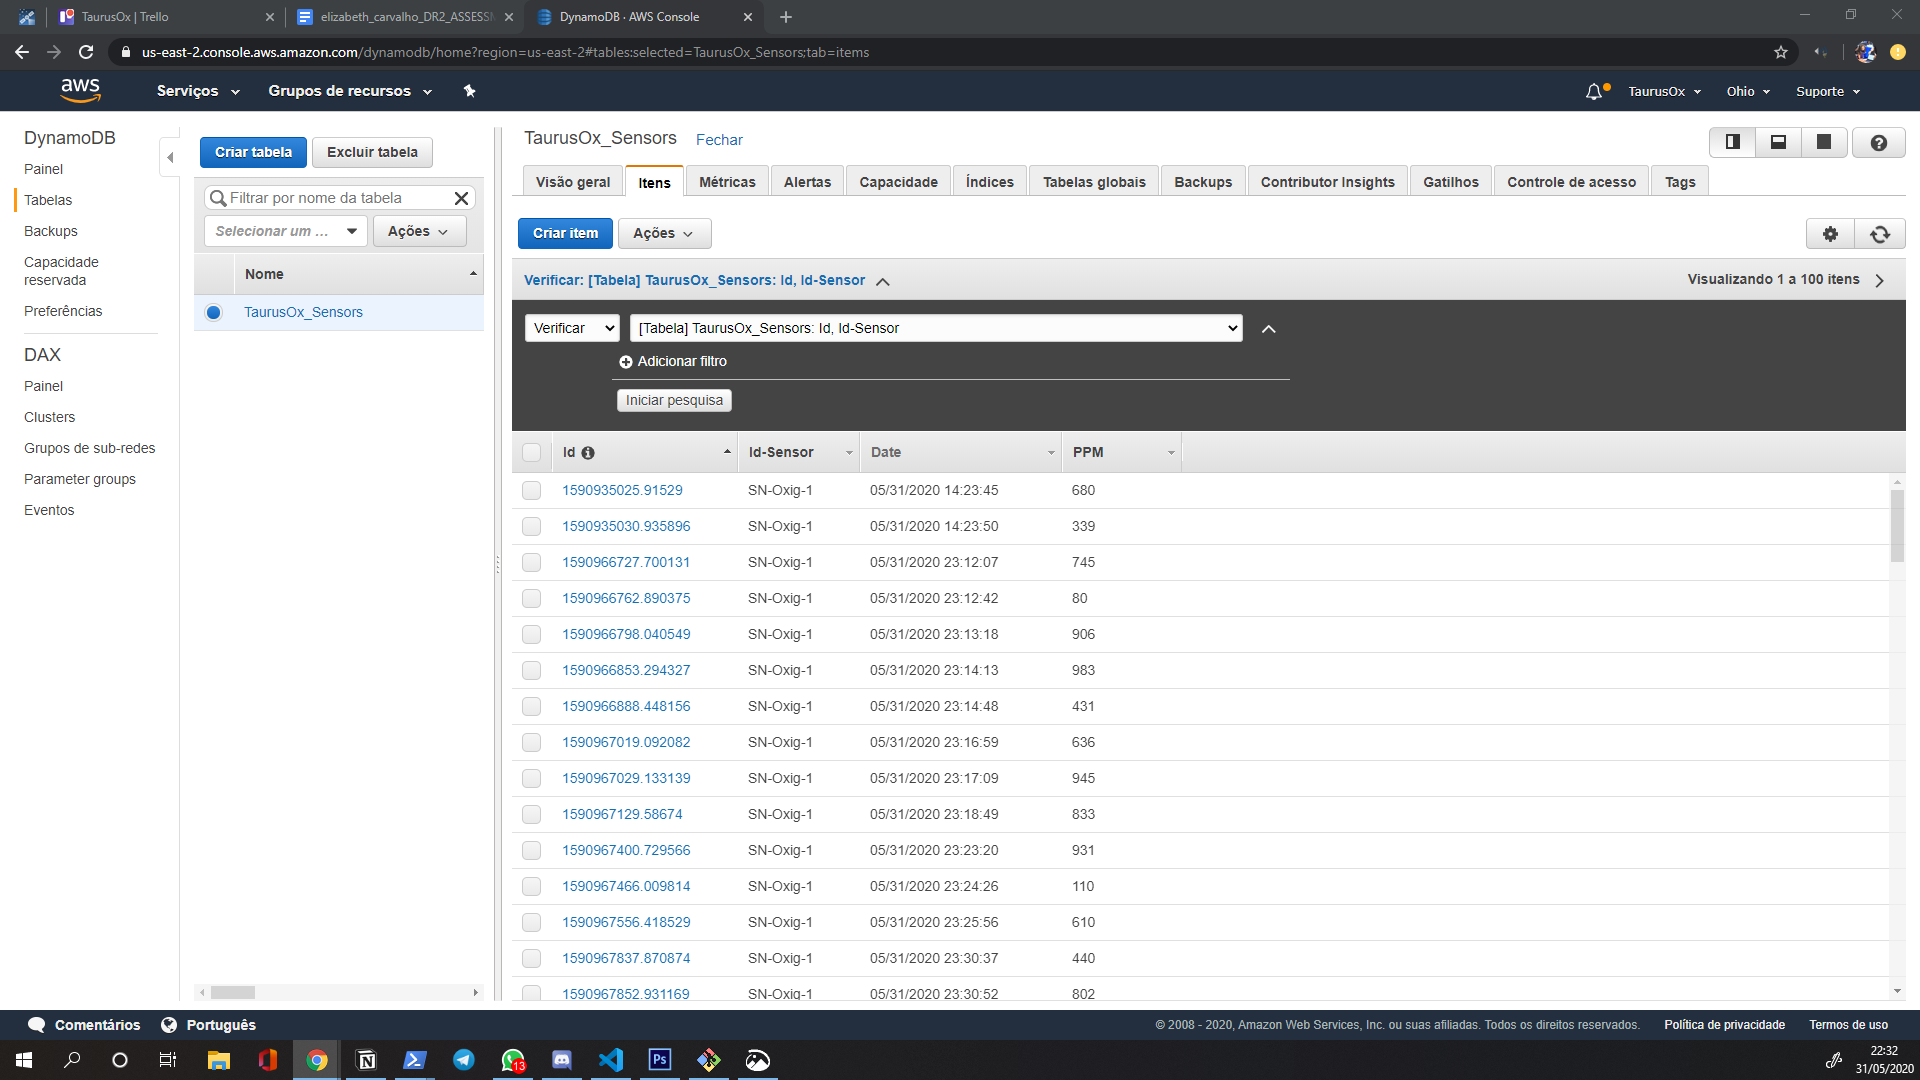 TaurusOx | Trello
elizabeth_carvalho_DR2_ASSESSM
DynamoDB · AWS Console
us-east-2.console.aws.amazon.com/dynamodb/home?region=us-east-2#tables:selected=TaurusOx_Sensors;tab=items
aws
Serviços
Grupos de recursos
TaurusOx
Ohio
Suporte
DynamoDB
Painel
Tabelas
Backups
Capacidade
reservada
Preferências
DAX
Painel
Clusters
Grupos de sub-redes
Parameter groups
Eventos
Criar tabela
Excluir tabela
Filtrar por nome da tabela
Selecionar um ...
Ações
Nome
TaurusOx_Sensors
TaurusOx_Sensors Fechar
Visão geral Itens Métricas Alertas Capacidade Índices Tabelas globais Backups Contributor Insights Gatilhos Controle de acesso Tags
Criar item Ações
Verificar: [Tabela] TaurusOx_Sensors: Id, Id-Sensor
Visualizando 1 a 100 itens
Verificar [Tabela] TaurusOx_Sensors: Id, Id-Sensor
Adicionar filtro
Iniciar pesquisa
Id Id-Sensor Date PPM
1590935025.91529 SN-Oxig-1 05/31/2020 14:23:45 680
1590935030.935896 SN-Oxig-1 05/31/2020 14:23:50 339
1590966727.700131 SN-Oxig-1 05/31/2020 23:12:07 745
1590966762.890375 SN-Oxig-1 05/31/2020 23:12:42 80
1590966798.040549 SN-Oxig-1 05/31/2020 23:13:18 906
1590966853.294327 SN-Oxig-1 05/31/2020 23:14:13 983
1590966888.448156 SN-Oxig-1 05/31/2020 23:14:48 431
1590967019.092082 SN-Oxig-1 05/31/2020 23:16:59 636
1590967029.133139 SN-Oxig-1 05/31/2020 23:17:09 945
1590967129.58674 SN-Oxig-1 05/31/2020 23:18:49 833
1590967400.729566 SN-Oxig-1 05/31/2020 23:23:20 931
1590967466.009814 SN-Oxig-1 05/31/2020 23:24:26 110
1590967556.418529 SN-Oxig-1 05/31/2020 23:25:56 610
1590967837.870874 SN-Oxig-1 05/31/2020 23:30:37 440
1590967852.931169 SN-Oxig-1 05/31/2020 23:30:52 802
Comentários
Português
© 2008 - 2020, Amazon Web Services, Inc. ou suas afiliadas. Todos os direitos reservados.
Política de privacidade
Termos de uso
13
Ps
22:32
31/05/2020